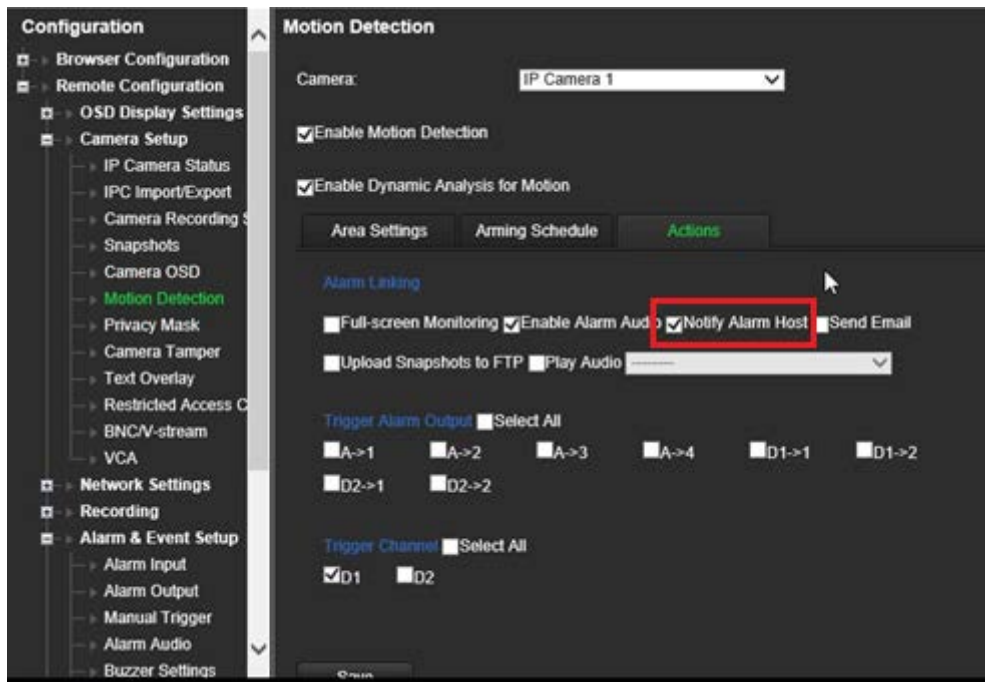 Configuration
Browser Configuration
Remote Configuration
OSD Display Settings
Camera Setup
IP Camera Status
IPC Import/Export
Camera Recording S
Snapshots
Camera OSD
Motion Detection
Privacy Mask
Camera Tamper
Text Overlay
Restricted Access C
BNC/V-stream
VCA
Network Settings
Recording
Alarm & Event Setup
Alarm Input
Alarm Output
Manual Trigger
Alarm Audio
Buzzer Settings
Motion Detection
Camera: IP Camera 1
Enable Motion Detection
Enable Dynamic Analysis for Motion
Area Settings Arming Schedule Actions
Alarm Linking
Full-screen Monitoring Enable Alarm Audio Notify Alarm Host Send Email
Upload Snapshots to FTP Play Audio ---------
Trigger Alarm Output Select All
A->1 A->2 A->3 A->4 D1->1 D1->2
D2->1 D2->2
Trigger Channel Select All
D1 D2
Save